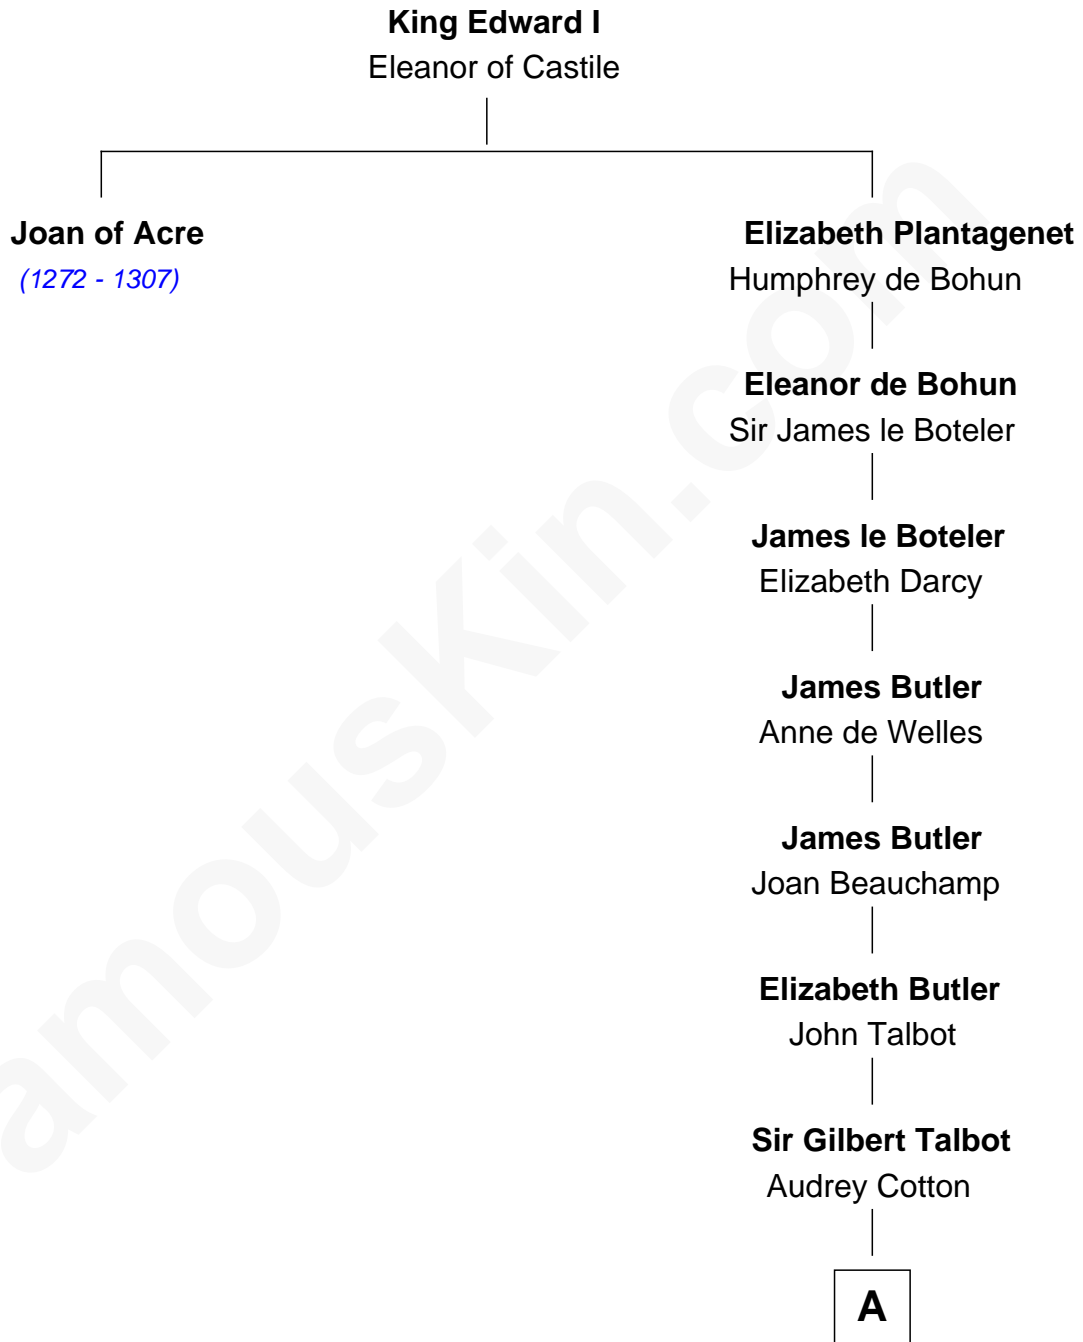 King Edward I
Eleanor of Castile
Joan of Acre
(1272 - 1307)
Elizabeth Plantagenet
Humphrey de Bohun
Eleanor de Bohun
Sir James le Boteler
James le Boteler
Elizabeth Darcy
James Butler
Anne de Welles
James Butler
Joan Beauchamp
Elizabeth Butler
John Talbot
Sir Gilbert Talbot
Audrey Cotton
A
amouskin.com